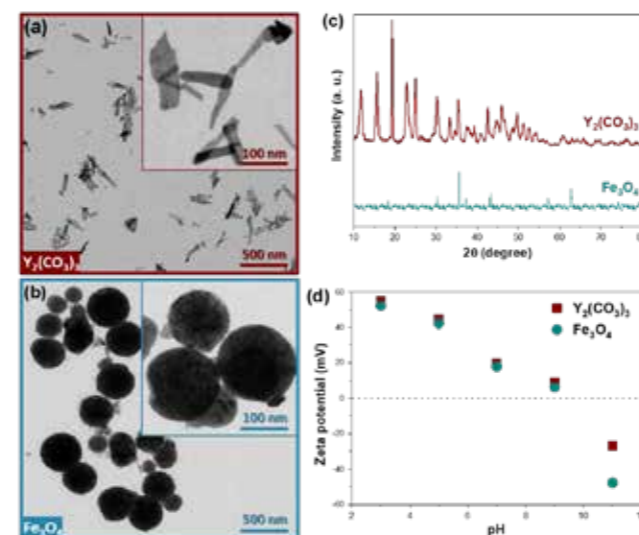 (a)
100 nm
500 nm
Y₂(CO₃)₃
(b)
100 nm
500 nm
Fe₃O₄
(c)
Intensity (a. u.)
Y₂(CO₃)₃
Fe₃O₄
10 20 30 40 50 60 70 80
2θ (degree)
(d)
Zeta potential (mV)
60
40
20
0
-20
-40
-60
Y₂(CO₃)₃
Fe₃O₄
2 4 6 8 10
pH